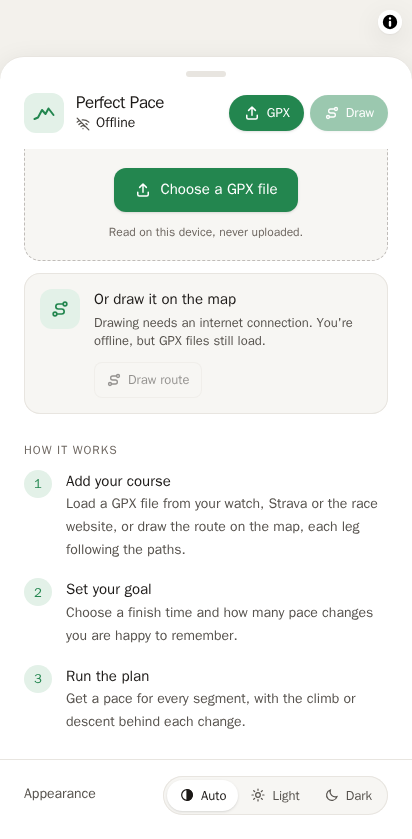 Perfect Pace
Offline
GPX
Draw
Choose a GPX file
Read on this device, never uploaded.
Or draw it on the map
Drawing needs an internet connection. You're
offline, but GPX files still load.
Draw route
HOW IT WORKS
1
Add your course
Load a GPX file from your watch, Strava or the race
website, or draw the route on the map, each leg
following the paths.
2
Set your goal
Choose a finish time and how many pace changes
you are happy to remember.
3
Run the plan
Get a pace for every segment, with the climb or
descent behind each change.
Appearance
Auto
Light
Dark